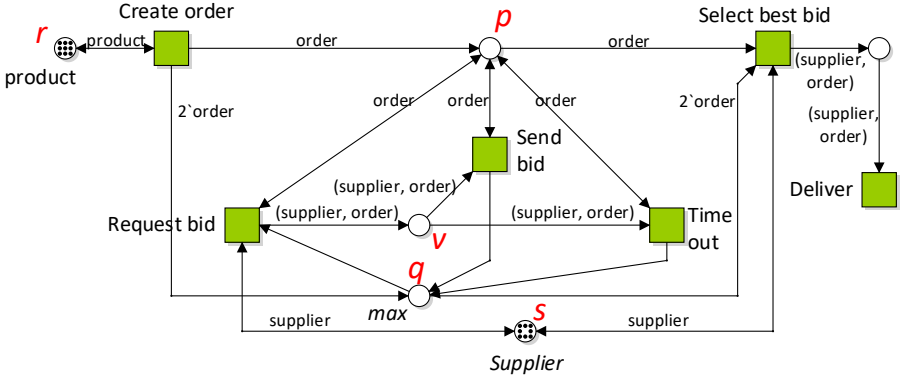 Create order
Select best bid
r
product
order
p
order
product
(supplier,
order)
2`order
order
order
order
2`order
(supplier,
order)
Send
bid
(supplier, order)
Deliver
Request bid
(supplier, order)
(supplier, order)
Time
out
v
q
max
s
supplier
supplier
Supplier